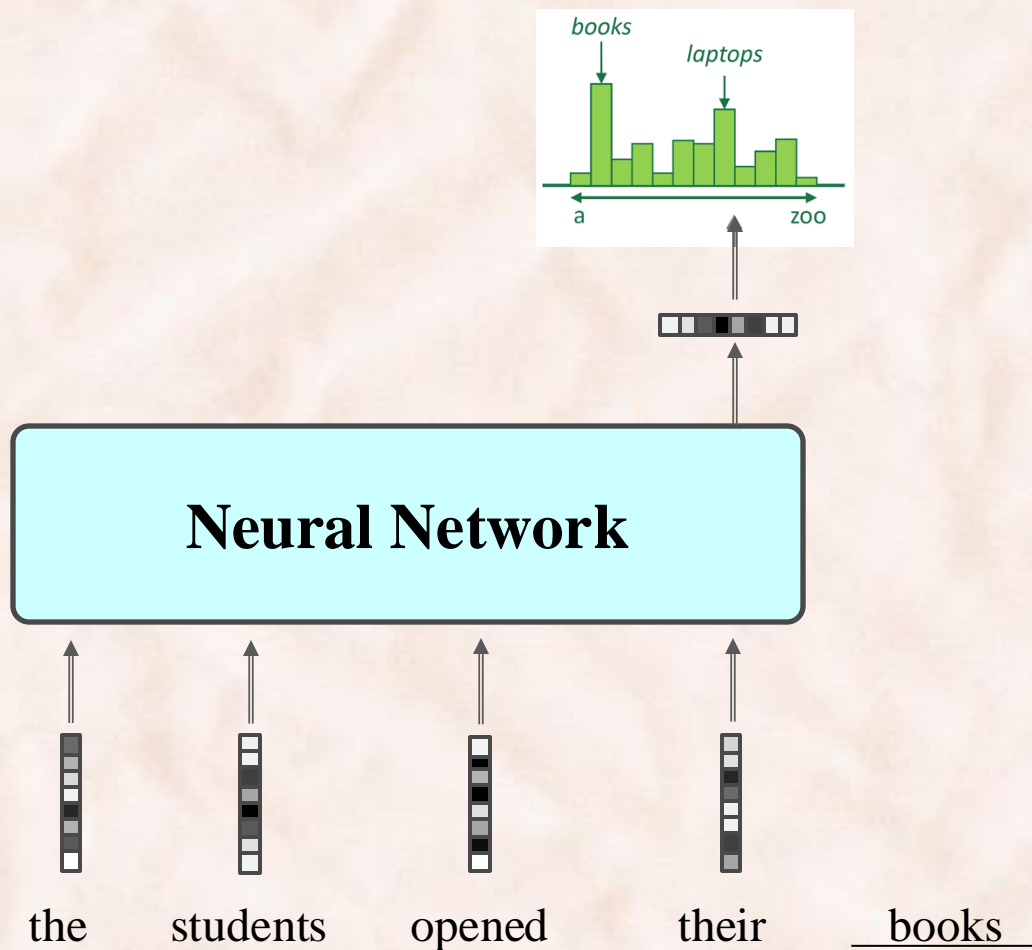 books
laptops
a zoo
Neural Network
the students opened their books